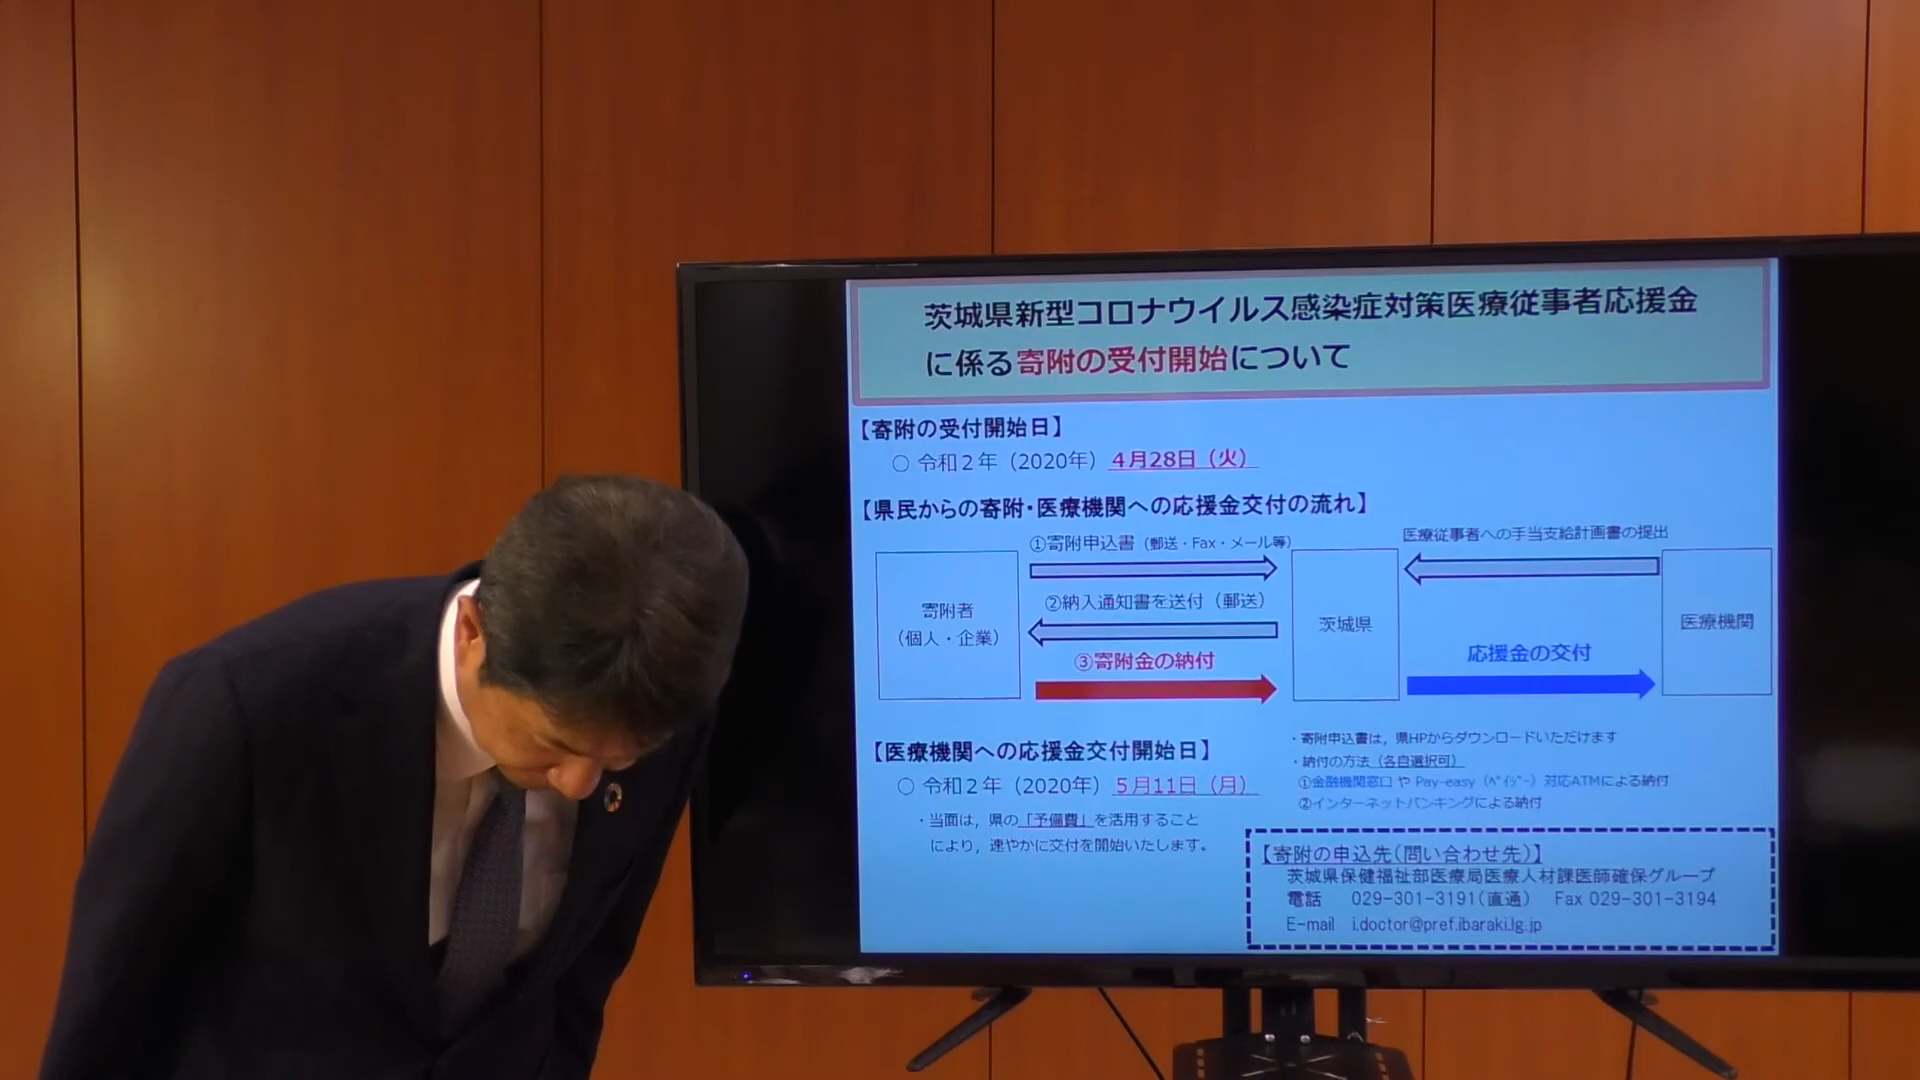 茨城県新型コロナウイルス感染症対策医療従事者応援金
に係る寄附の受付開始について
【寄附の受付開始日】
○ 令和２年（2020年）４月28日（火）
【県民からの寄附・医療機関への応援金交付の流れ】
①寄附申込書（郵送・Fax・メール等）
医療従事者への手当支給計画書の提出
寄附者
（個人・企業）
②納入通知書を送付（郵送）
③寄附金の納付
茨城県
応援金の交付
医療機関
【医療機関への応援金交付開始日】
○ 令和２年（2020年）５月11日（月）
・当面は，県の「予備費」を活用すること
により，速やかに交付を開始いたします。
・寄附申込書は，県HPからダウンロードいただけます
・納付の方法（各自選択可）
①金融機関窓口 や Pay-easy（ﾍﾟｲｼﾞｰ）対応ATMによる納付
②インターネットバンキングによる納付
【寄附の申込先(問い合わせ先)】
茨城県保健福祉部医療局医療人材課医師確保グループ
電話　029-301-3191(直通)　Fax 029-301-3194
E-mail　i.doctor@pref.ibaraki.lg.jp